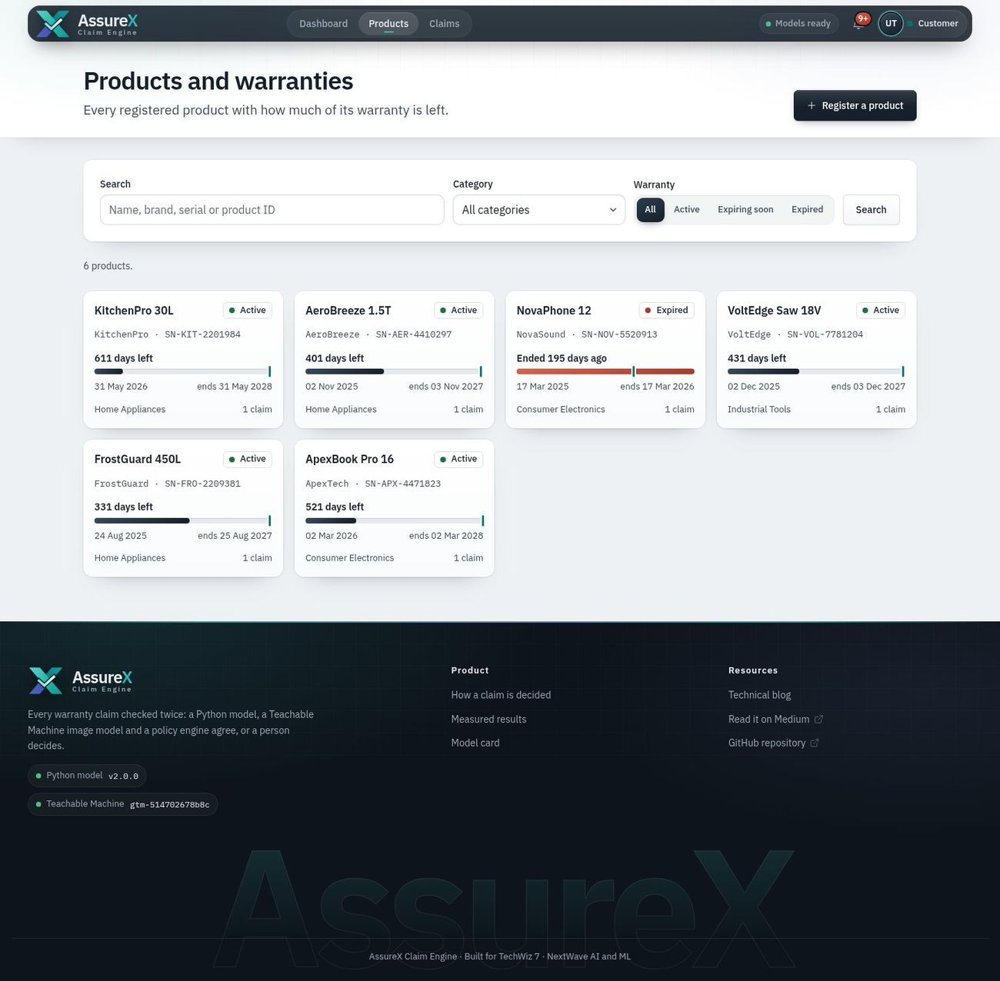 AssureX
Claim Engine
Dashboard
Products
Claims
Models ready
9+
UT
Customer
Products and warranties
Every registered product with how much of its warranty is left.
+ Register a product
Search
Category
Warranty
Name, brand, serial or product ID
All categories
All
Active
Expiring soon
Expired
Search
6 products.
KitchenPro 30L
Active
KitchenPro · SN-KIT-2201984
611 days left
31 May 2026
ends 31 May 2028
Home Appliances
1 claim
AeroBreeze 1.5T
Active
AeroBreeze · SN-AER-4410297
401 days left
02 Nov 2025
ends 03 Nov 2027
Home Appliances
1 claim
NovaPhone 12
Expired
NovaSound · SN-NOV-5520913
Ended 195 days ago
17 Mar 2025
ends 17 Mar 2026
Consumer Electronics
1 claim
VoltEdge Saw 18V
Active
VoltEdge · SN-VOL-7781204
431 days left
02 Dec 2025
ends 03 Dec 2027
Industrial Tools
1 claim
FrostGuard 450L
Active
FrostGuard · SN-FRO-2209381
331 days left
24 Aug 2025
ends 25 Aug 2027
Home Appliances
1 claim
ApexBook Pro 16
Active
ApexTech · SN-APX-4471823
521 days left
02 Mar 2026
ends 02 Mar 2028
Consumer Electronics
1 claim
AssureX
Claim Engine
Every warranty claim checked twice: a Python model, a Teachable
Machine image model and a policy engine agree, or a person
decides.
Python model v2.0.0
Teachable Machine gtm-514702678b8c
Product
How a claim is decided
Measured results
Model card
Resources
Technical blog
Read it on Medium
GitHub repository
AssureX
AssureX Claim Engine · Built for TechWiz 7 · NextWave AI and ML